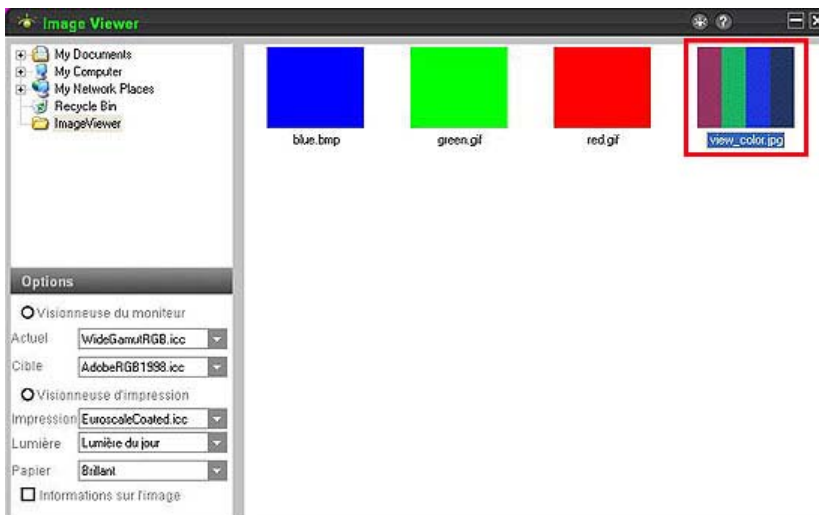 Image Viewer
My Documents
My Computer
My Network Places
Recycle Bin
ImageViewer
blue.bmp
green.gif
red.gif
view_color.jpg
Options
Visionneuse du moniteur
Actuel WideGamutRGB.icc
Cible AdobeRGB1998.icc
Visionneuse d'impression
Impression EuroscaleCoated.icc
Lumière Lumière du jour
Papier Brillant
Informations sur l'image